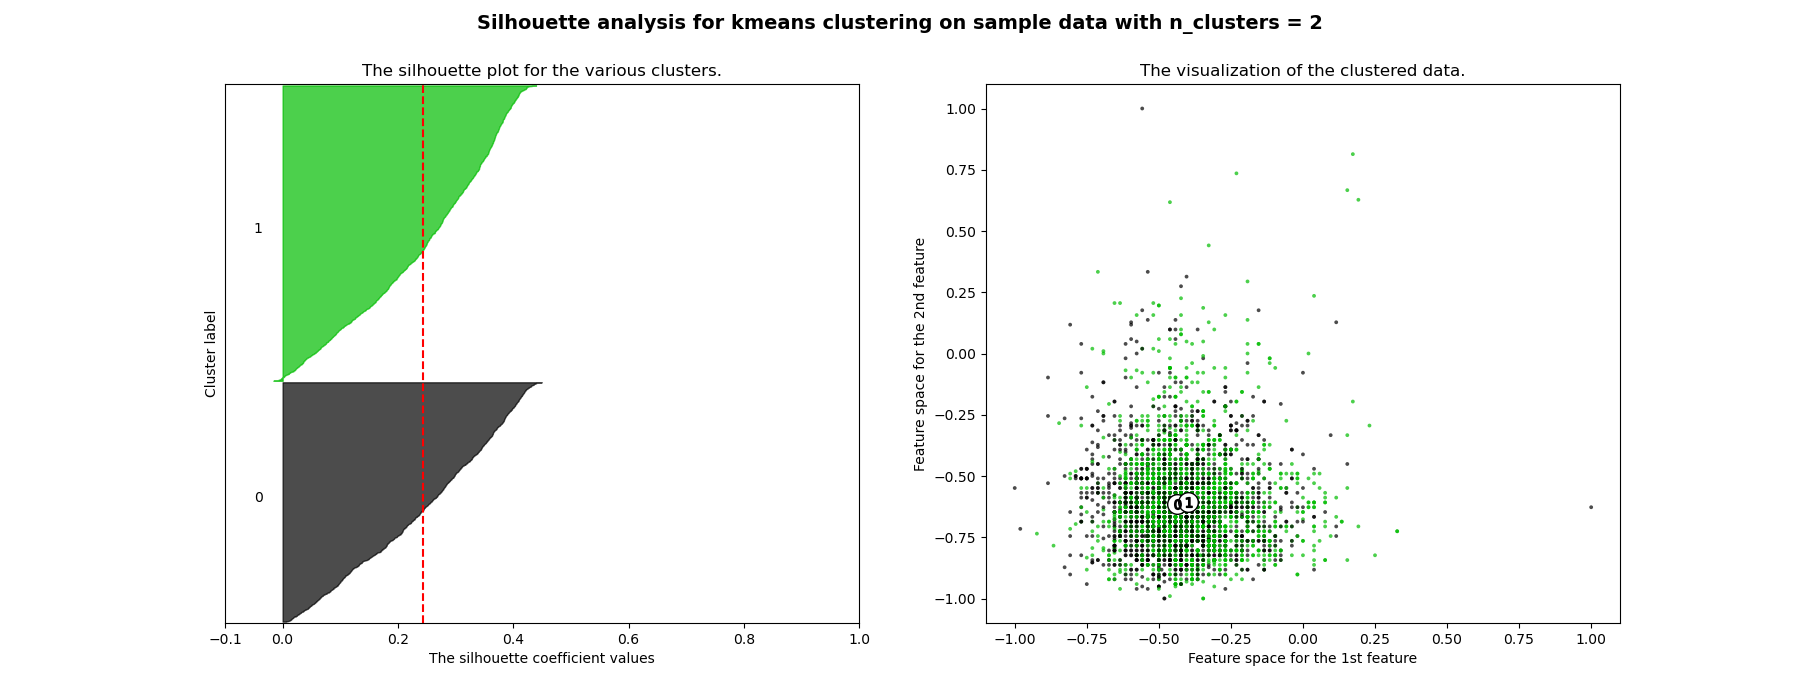 Silhouette analysis for kmeans clustering on sample data with n_clusters = 2
The silhouette plot for the various clusters.
1
0
Cluster label
−0.1 0.0 0.2 0.4 0.6 0.8 1.0
The silhouette coefficient values
The visualization of the clustered data.
1.00
0.75
0.50
0.25
0.00
−0.25
−0.50
−0.75
−1.00
Feature space for the 2nd feature
0 1
−1.00 −0.75 −0.50 −0.25 0.00 0.25 0.50 0.75 1.00
Feature space for the 1st feature